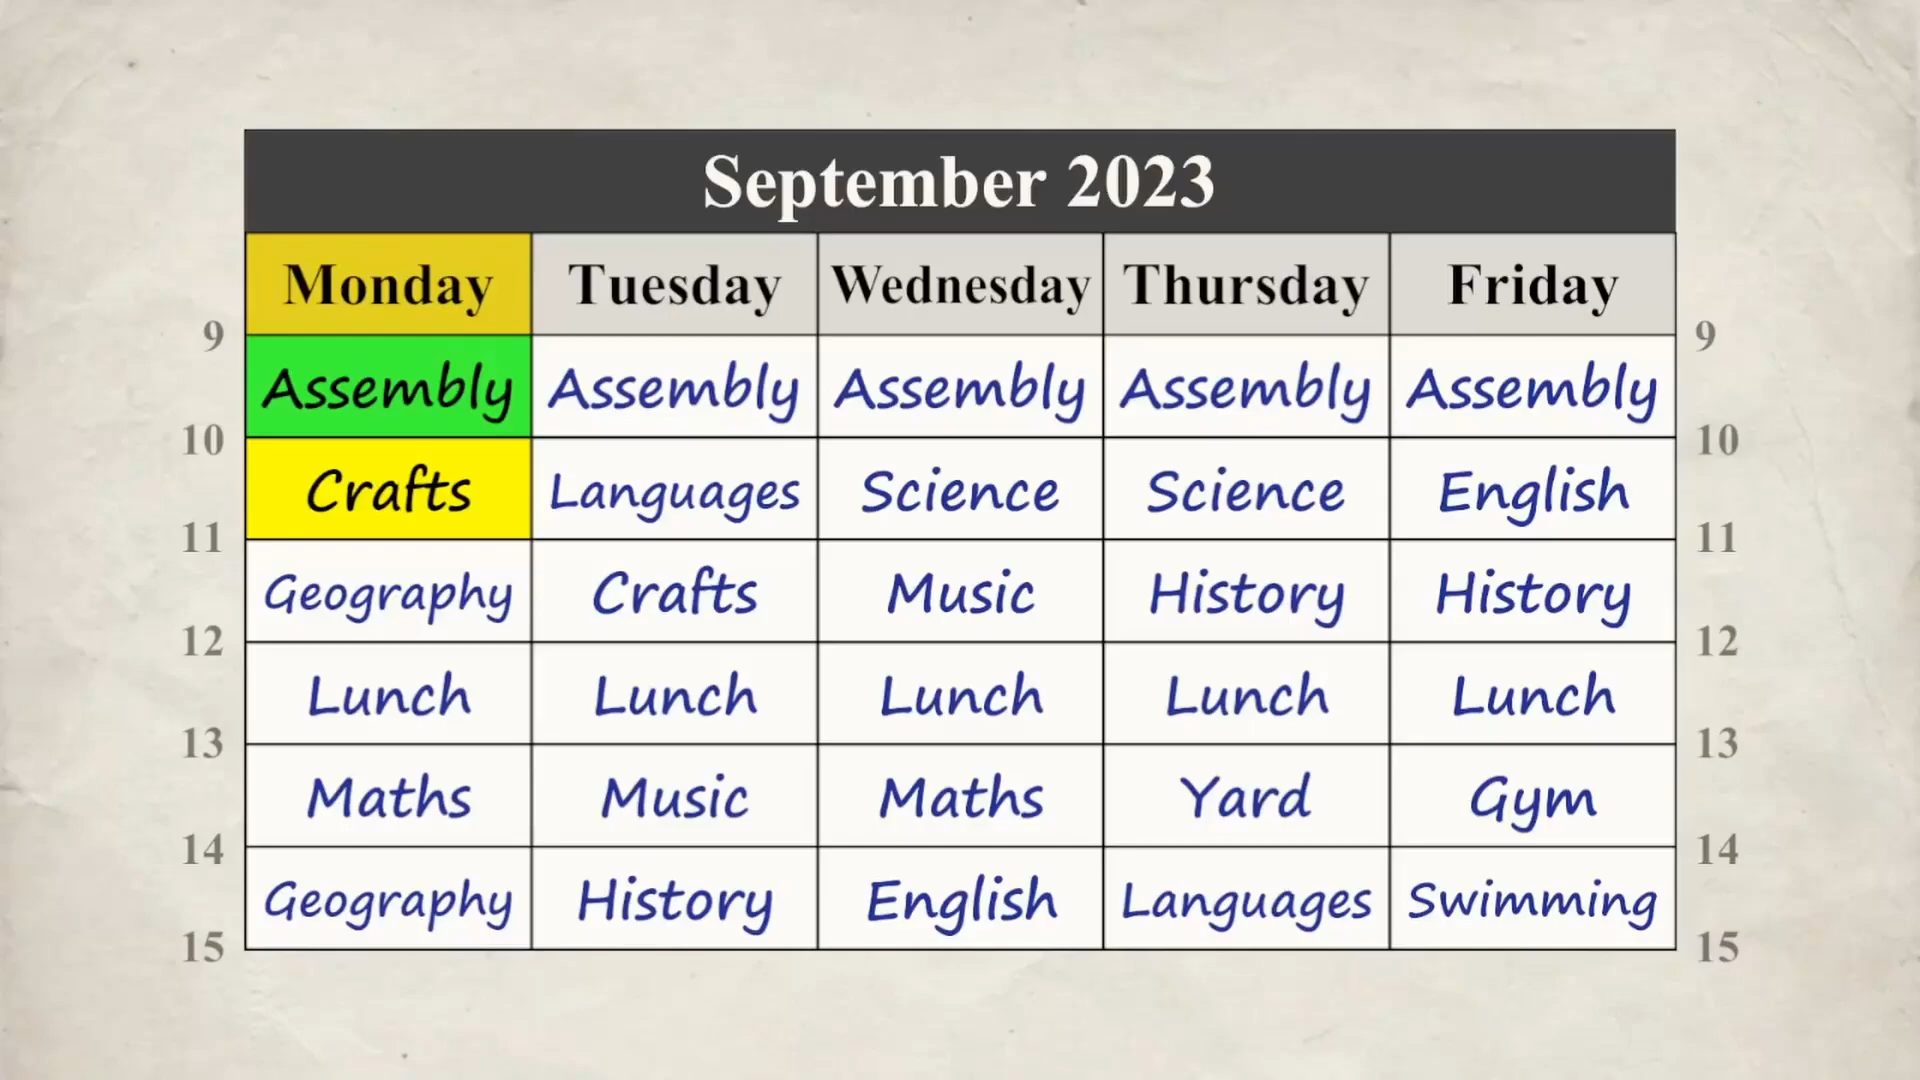 September 2023
Monday Tuesday Wednesday Thursday Friday
9 9
Assembly Assembly Assembly Assembly Assembly
10 10
Crafts Languages Science Science English
11 11
Geography Crafts Music History History
12 12
Lunch Lunch Lunch Lunch Lunch
13 13
Maths Music Maths Yard Gym
14 14
Geography History English Languages Swimming
15 15